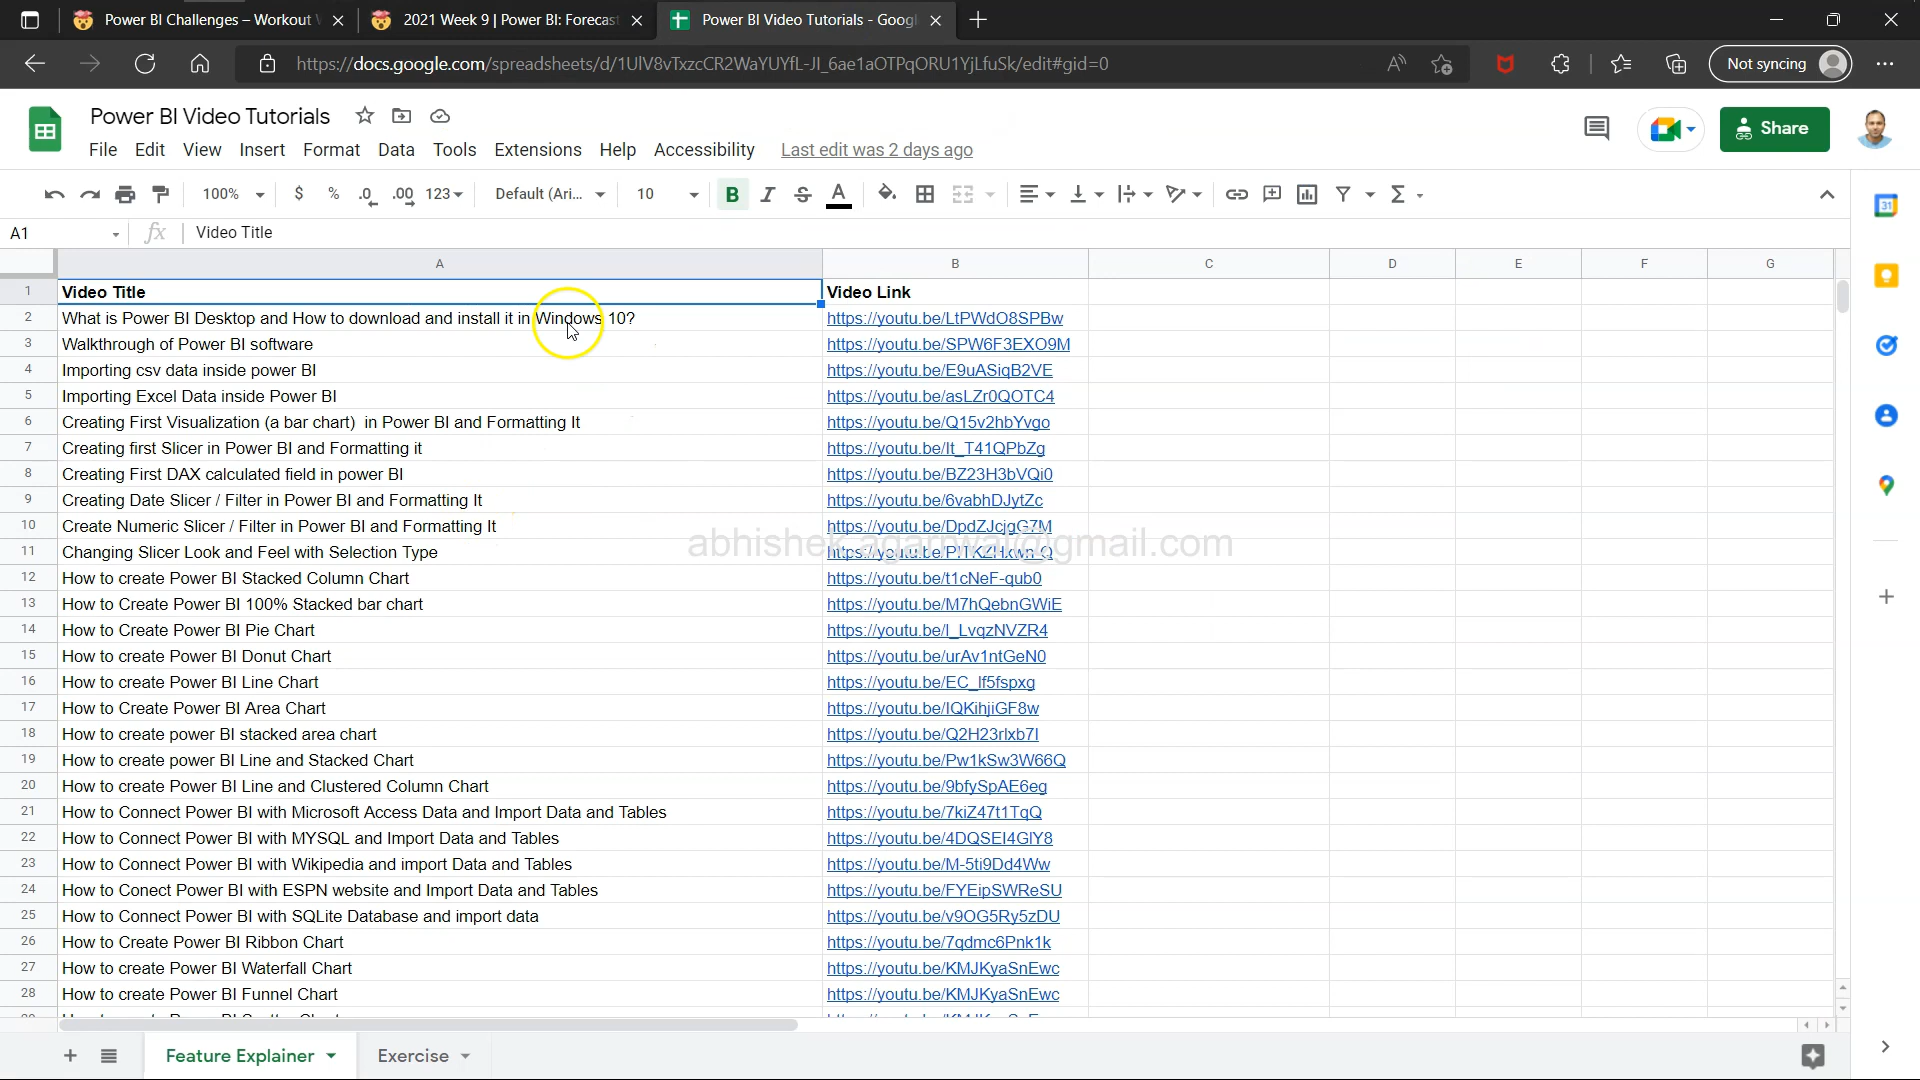 Power BI Challenges – Workout W
2021 Week 9 | Power BI: Forecast
Power BI Video Tutorials - Googl
https://docs.google.com/spreadsheets/d/1UlV8vTxzcCR2WaYUYfL-JI_6ae1aOTPqORU1YjLfuSk/edit#gid=0
Not syncing
Power BI Video Tutorials
File Edit View Insert Format Data Tools Extensions Help Accessibility Last edit was 2 days ago
Share
100% $ % .0 .00 123 Default (Ari... 10 B I S A
31
A1 fx Video Title
A B C D E F G
1 Video Title Video Link
2 What is Power BI Desktop and How to download and install it in Windows 10? https://youtu.be/LtPWdO8SPBw
3 Walkthrough of Power BI software https://youtu.be/SPW6F3EXO9M
4 Importing csv data inside power BI https://youtu.be/E9uASiqB2VE
5 Importing Excel Data inside Power BI https://youtu.be/asLZr0QOTC4
6 Creating First Visualization (a bar chart) in Power BI and Formatting It https://youtu.be/Q15v2hbYvgo
7 Creating first Slicer in Power BI and Formatting it https://youtu.be/It_T41QPbZg
8 Creating First DAX calculated field in power BI https://youtu.be/BZ23H3bVQi0
9 Creating Date Slicer / Filter in Power BI and Formatting It https://youtu.be/6vabhDJytZc
10 Create Numeric Slicer / Filter in Power BI and Formatting It https://youtu.be/DpdZJcjgG7M
abhishek.agarrwal@gmail.com
11 Changing Slicer Look and Feel with Selection Type
12 How to create Power BI Stacked Column Chart https://youtu.be/t1cNeF-qub0
13 How to Create Power BI 100% Stacked bar chart https://youtu.be/M7hQebnGWiE
14 How to Create Power BI Pie Chart https://youtu.be/l_LvqzNVZR4
15 How to create Power BI Donut Chart https://youtu.be/urAv1ntGeN0
16 How to create Power BI Line Chart https://youtu.be/EC_lf5fspxg
17 How to Create Power BI Area Chart https://youtu.be/IQKihjiGF8w
18 How to create power BI stacked area chart https://youtu.be/Q2H23rlxb7I
19 How to create power BI Line and Stacked Chart https://youtu.be/Pw1kSw3W66Q
20 How to create Power BI Line and Clustered Column Chart https://youtu.be/9bfySpAE6eg
21 How to Connect Power BI with Microsoft Access Data and Import Data and Tables https://youtu.be/7kiZ47t1TqQ
22 How to Connect Power BI with MYSQL and Import Data and Tables https://youtu.be/4DQSEI4GlY8
23 How to Connect Power BI with Wikipedia and import Data and Tables https://youtu.be/M-5ti9Dd4Ww
24 How to Conect Power BI with ESPN website and Import Data and Tables https://youtu.be/FYEipSWReSU
25 How to Connect Power BI with SQLite Database and import data https://youtu.be/v9OG5Ry5zDU
26 How to Create Power BI Ribbon Chart https://youtu.be/7qdmc6Pnk1k
27 How to create Power BI Waterfall Chart https://youtu.be/KMJKyaSnEwc
28 How to create Power BI Funnel Chart https://youtu.be/KMJKyaSnEwc
Feature Explainer Exercise